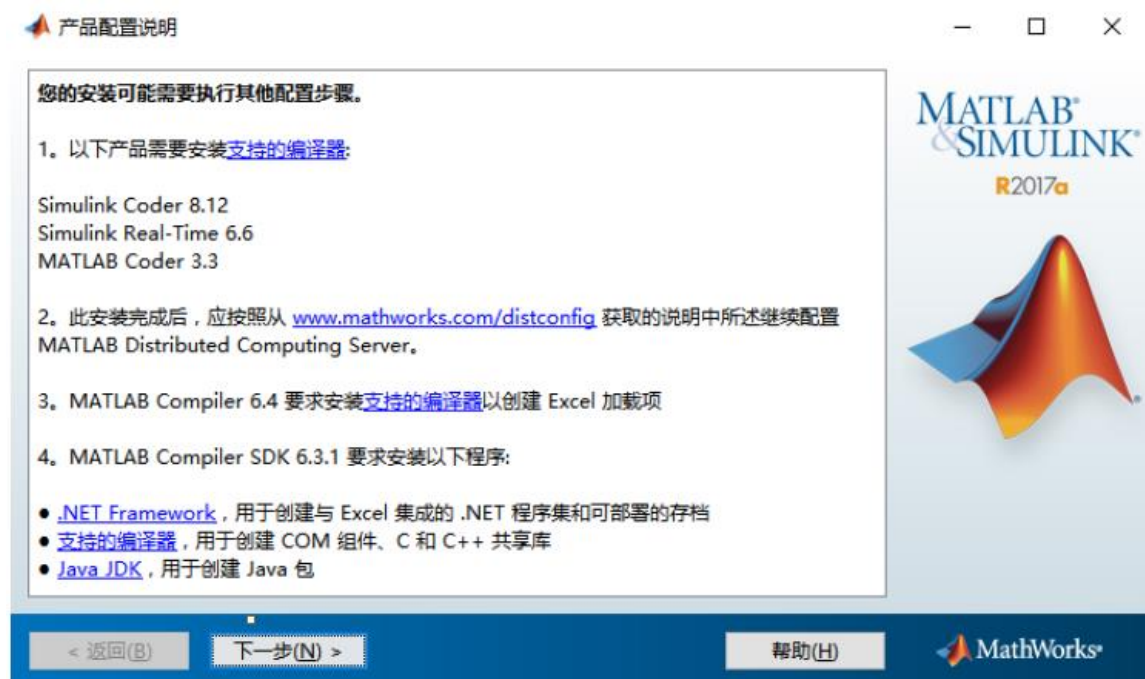 产品配置说明
您的安装可能需要执行其他配置步骤。
1。以下产品需要安装支持的编译器:
Simulink Coder 8.12
Simulink Real-Time 6.6
MATLAB Coder 3.3
2。此安装完成后，应按照从 www.mathworks.com/distconfig 获取的说明中所述继续配置
MATLAB Distributed Computing Server。
3。MATLAB Compiler 6.4 要求安装支持的编译器以创建 Excel 加载项
4。MATLAB Compiler SDK 6.3.1 要求安装以下程序:
● .NET Framework，用于创建与 Excel 集成的 .NET 程序集和可部署的存档
● 支持的编译器，用于创建 COM 组件、C 和 C++ 共享库
● Java JDK，用于创建 Java 包
MATLAB®
&SIMULINK®
R2017a
< 返回(B)
下一步(N) >
帮助(H)
MathWorks®